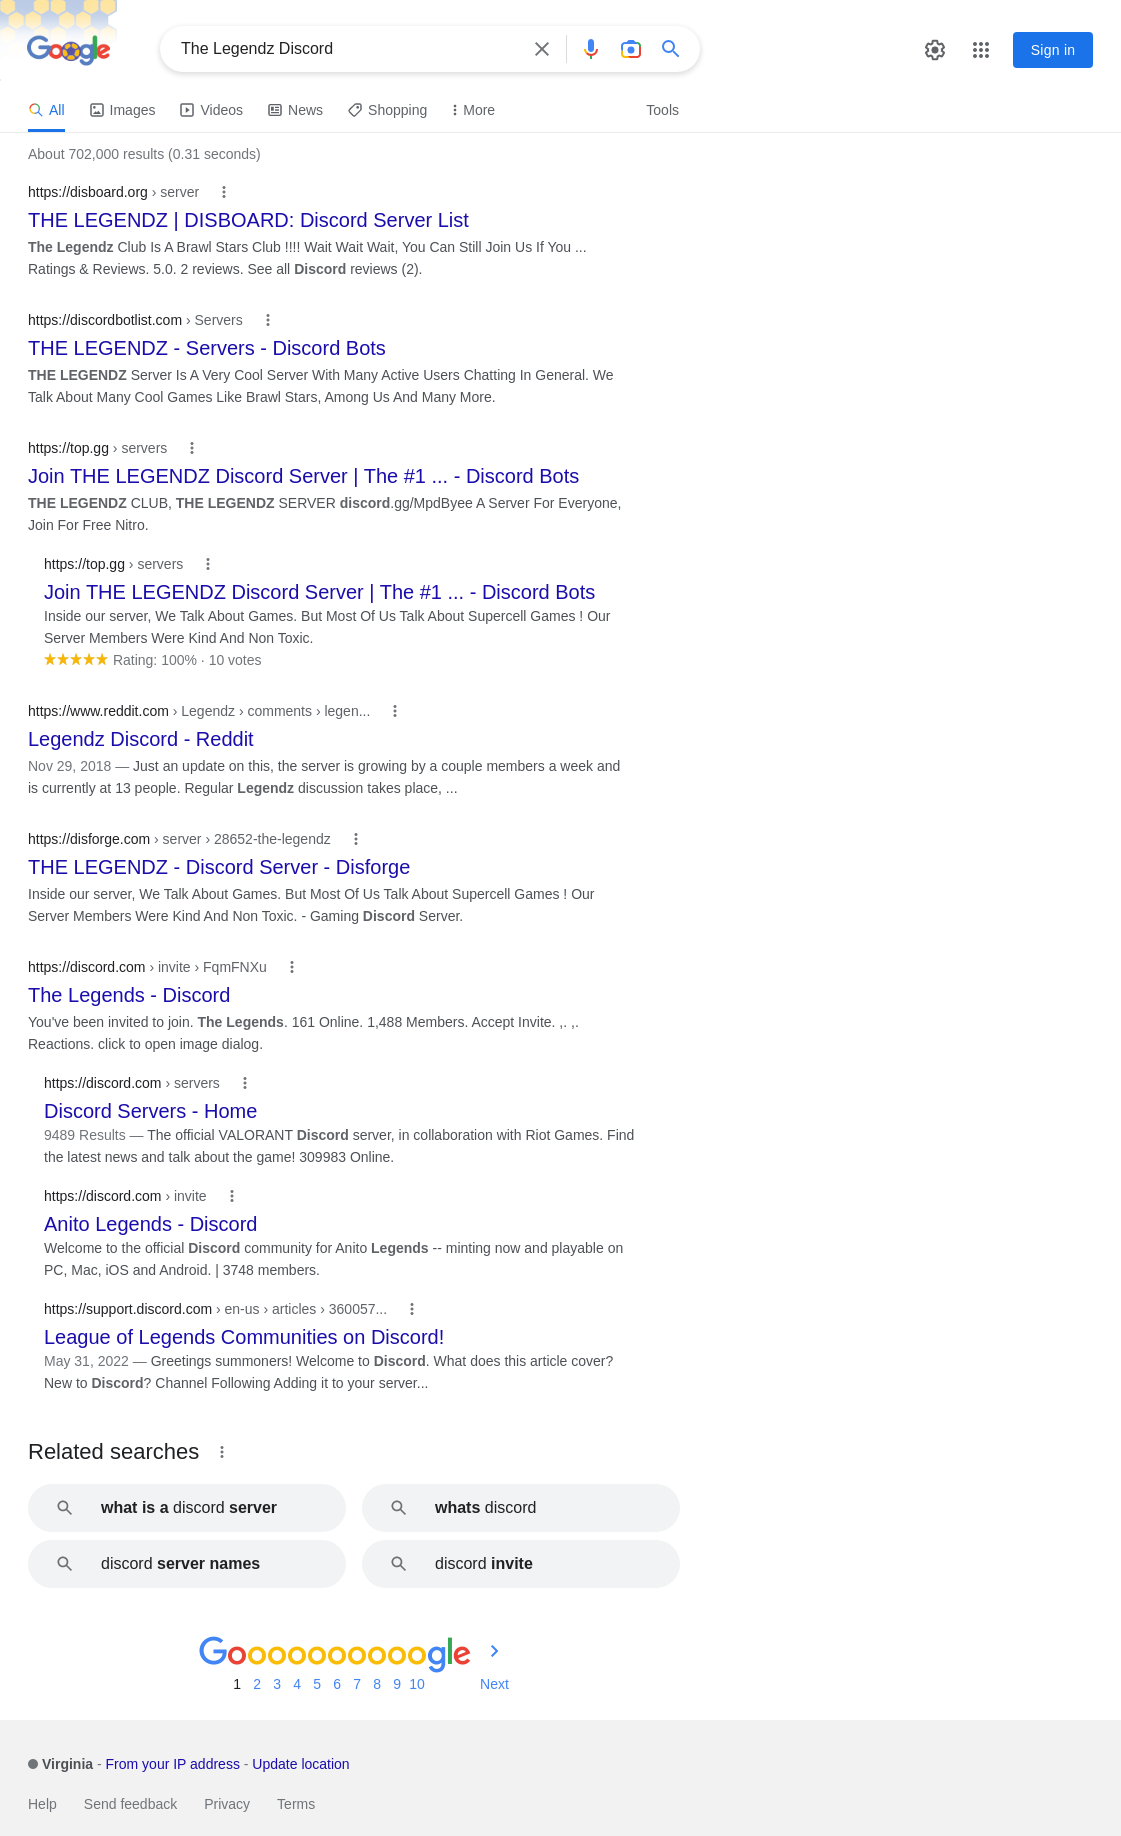 Google
The Legendz Discord
Sign in
All Images Videos News Shopping More Tools
About 702,000 results (0.31 seconds)
https://disboard.org › server
THE LEGENDZ | DISBOARD: Discord Server List
The Legendz Club Is A Brawl Stars Club !!!! Wait Wait Wait, You Can Still Join Us If You ...
Ratings & Reviews. 5.0. 2 reviews. See all Discord reviews (2).
https://discordbotlist.com › Servers
THE LEGENDZ - Servers - Discord Bots
THE LEGENDZ Server Is A Very Cool Server With Many Active Users Chatting In General. We
Talk About Many Cool Games Like Brawl Stars, Among Us And Many More.
https://top.gg › servers
Join THE LEGENDZ Discord Server | The #1 ... - Discord Bots
THE LEGENDZ CLUB, THE LEGENDZ SERVER discord.gg/MpdByee A Server For Everyone,
Join For Free Nitro.
https://top.gg › servers
Join THE LEGENDZ Discord Server | The #1 ... - Discord Bots
Inside our server, We Talk About Games. But Most Of Us Talk About Supercell Games ! Our
Server Members Were Kind And Non Toxic.
Rating: 100% · 10 votes
https://www.reddit.com › Legendz › comments › legen...
Legendz Discord - Reddit
Nov 29, 2018 — Just an update on this, the server is growing by a couple members a week and
is currently at 13 people. Regular Legendz discussion takes place, ...
https://disforge.com › server › 28652-the-legendz
THE LEGENDZ - Discord Server - Disforge
Inside our server, We Talk About Games. But Most Of Us Talk About Supercell Games ! Our
Server Members Were Kind And Non Toxic. - Gaming Discord Server.
https://discord.com › invite › FqmFNXu
The Legends - Discord
You've been invited to join. The Legends. 161 Online. 1,488 Members. Accept Invite. ,. ,.
Reactions. click to open image dialog.
https://discord.com › servers
Discord Servers - Home
9489 Results — The official VALORANT Discord server, in collaboration with Riot Games. Find
the latest news and talk about the game! 309983 Online.
https://discord.com › invite
Anito Legends - Discord
Welcome to the official Discord community for Anito Legends -- minting now and playable on
PC, Mac, iOS and Android. | 3748 members.
https://support.discord.com › en-us › articles › 360057...
League of Legends Communities on Discord!
May 31, 2022 — Greetings summoners! Welcome to Discord. What does this article cover?
New to Discord? Channel Following Adding it to your server...
Related searches
what is a discord server
whats discord
discord server names
discord invite
Goooooooooogle
1 2 3 4 5 6 7 8 9 10 Next
Virginia - From your IP address - Update location
Help Send feedback Privacy Terms